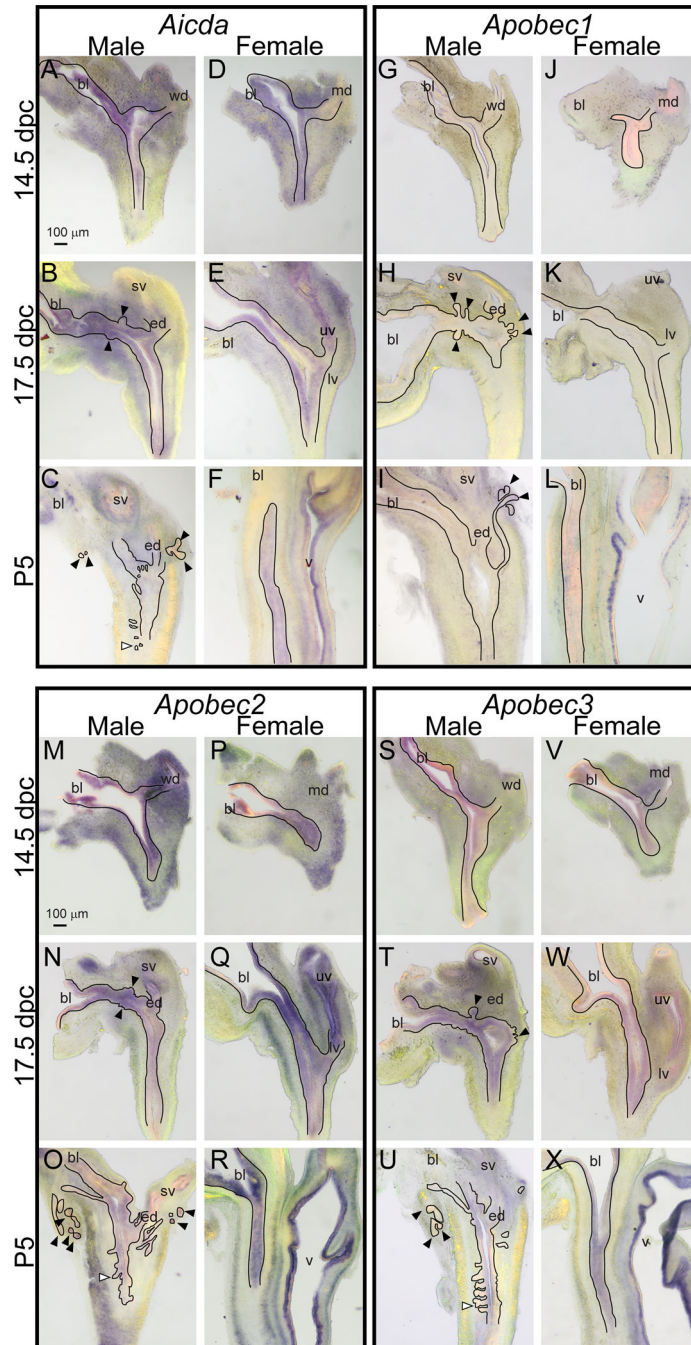 Aicda Apobec1
Male Female Male Female
14.5 dpc
A bl wd
100 µm
D bl md
G bl wd
J bl md
17.5 dpc
B bl sv ed
E bl uv lv
H sv bl ed
K bl uv lv
P5
C bl sv ed
F bl v
I bl sv ed
L bl v
Apobec2 Apobec3
Male Female Male Female
14.5 dpc
M bl wd
100 µm
P bl md
S bl wd
V bl md
17.5 dpc
N bl sv ed
Q bl uv lv
T bl sv ed
W bl uv lv
P5
O bl sv ed
R bl v
U bl sv ed
X bl v